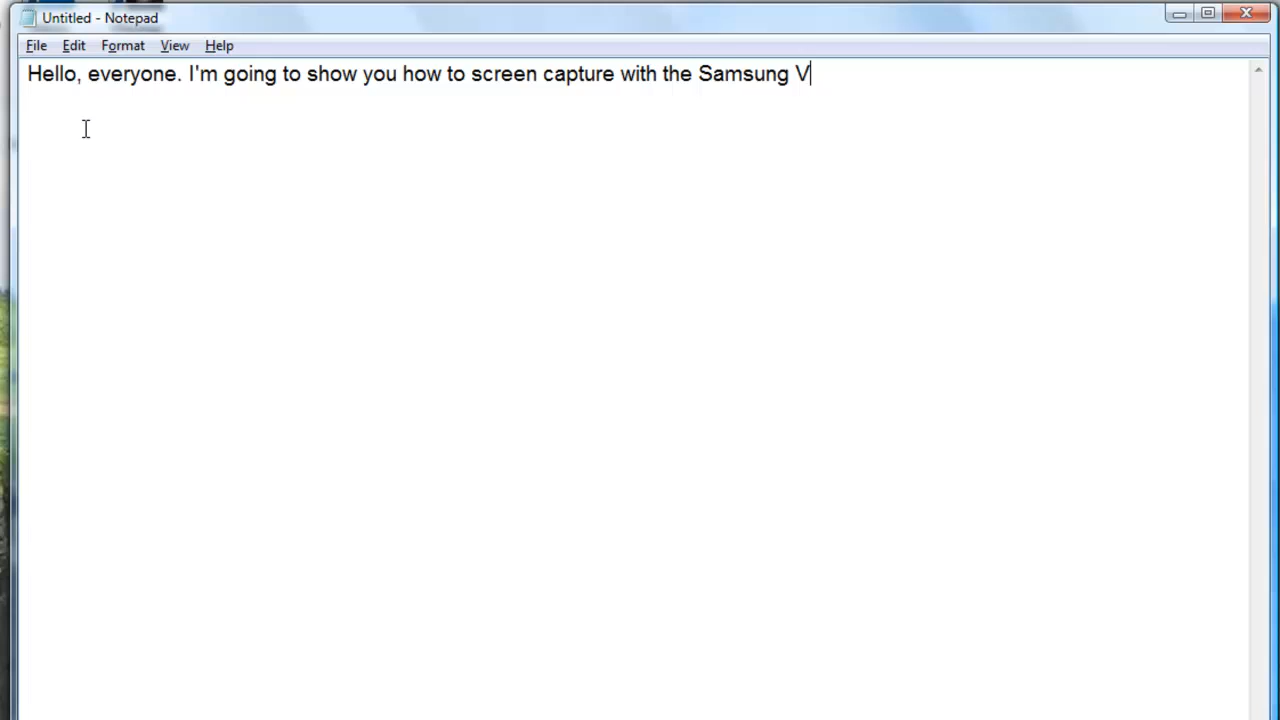 Untitled - Notepad
File Edit Format View Help
Hello, everyone. I'm going to show you how to screen capture with the Samsung V